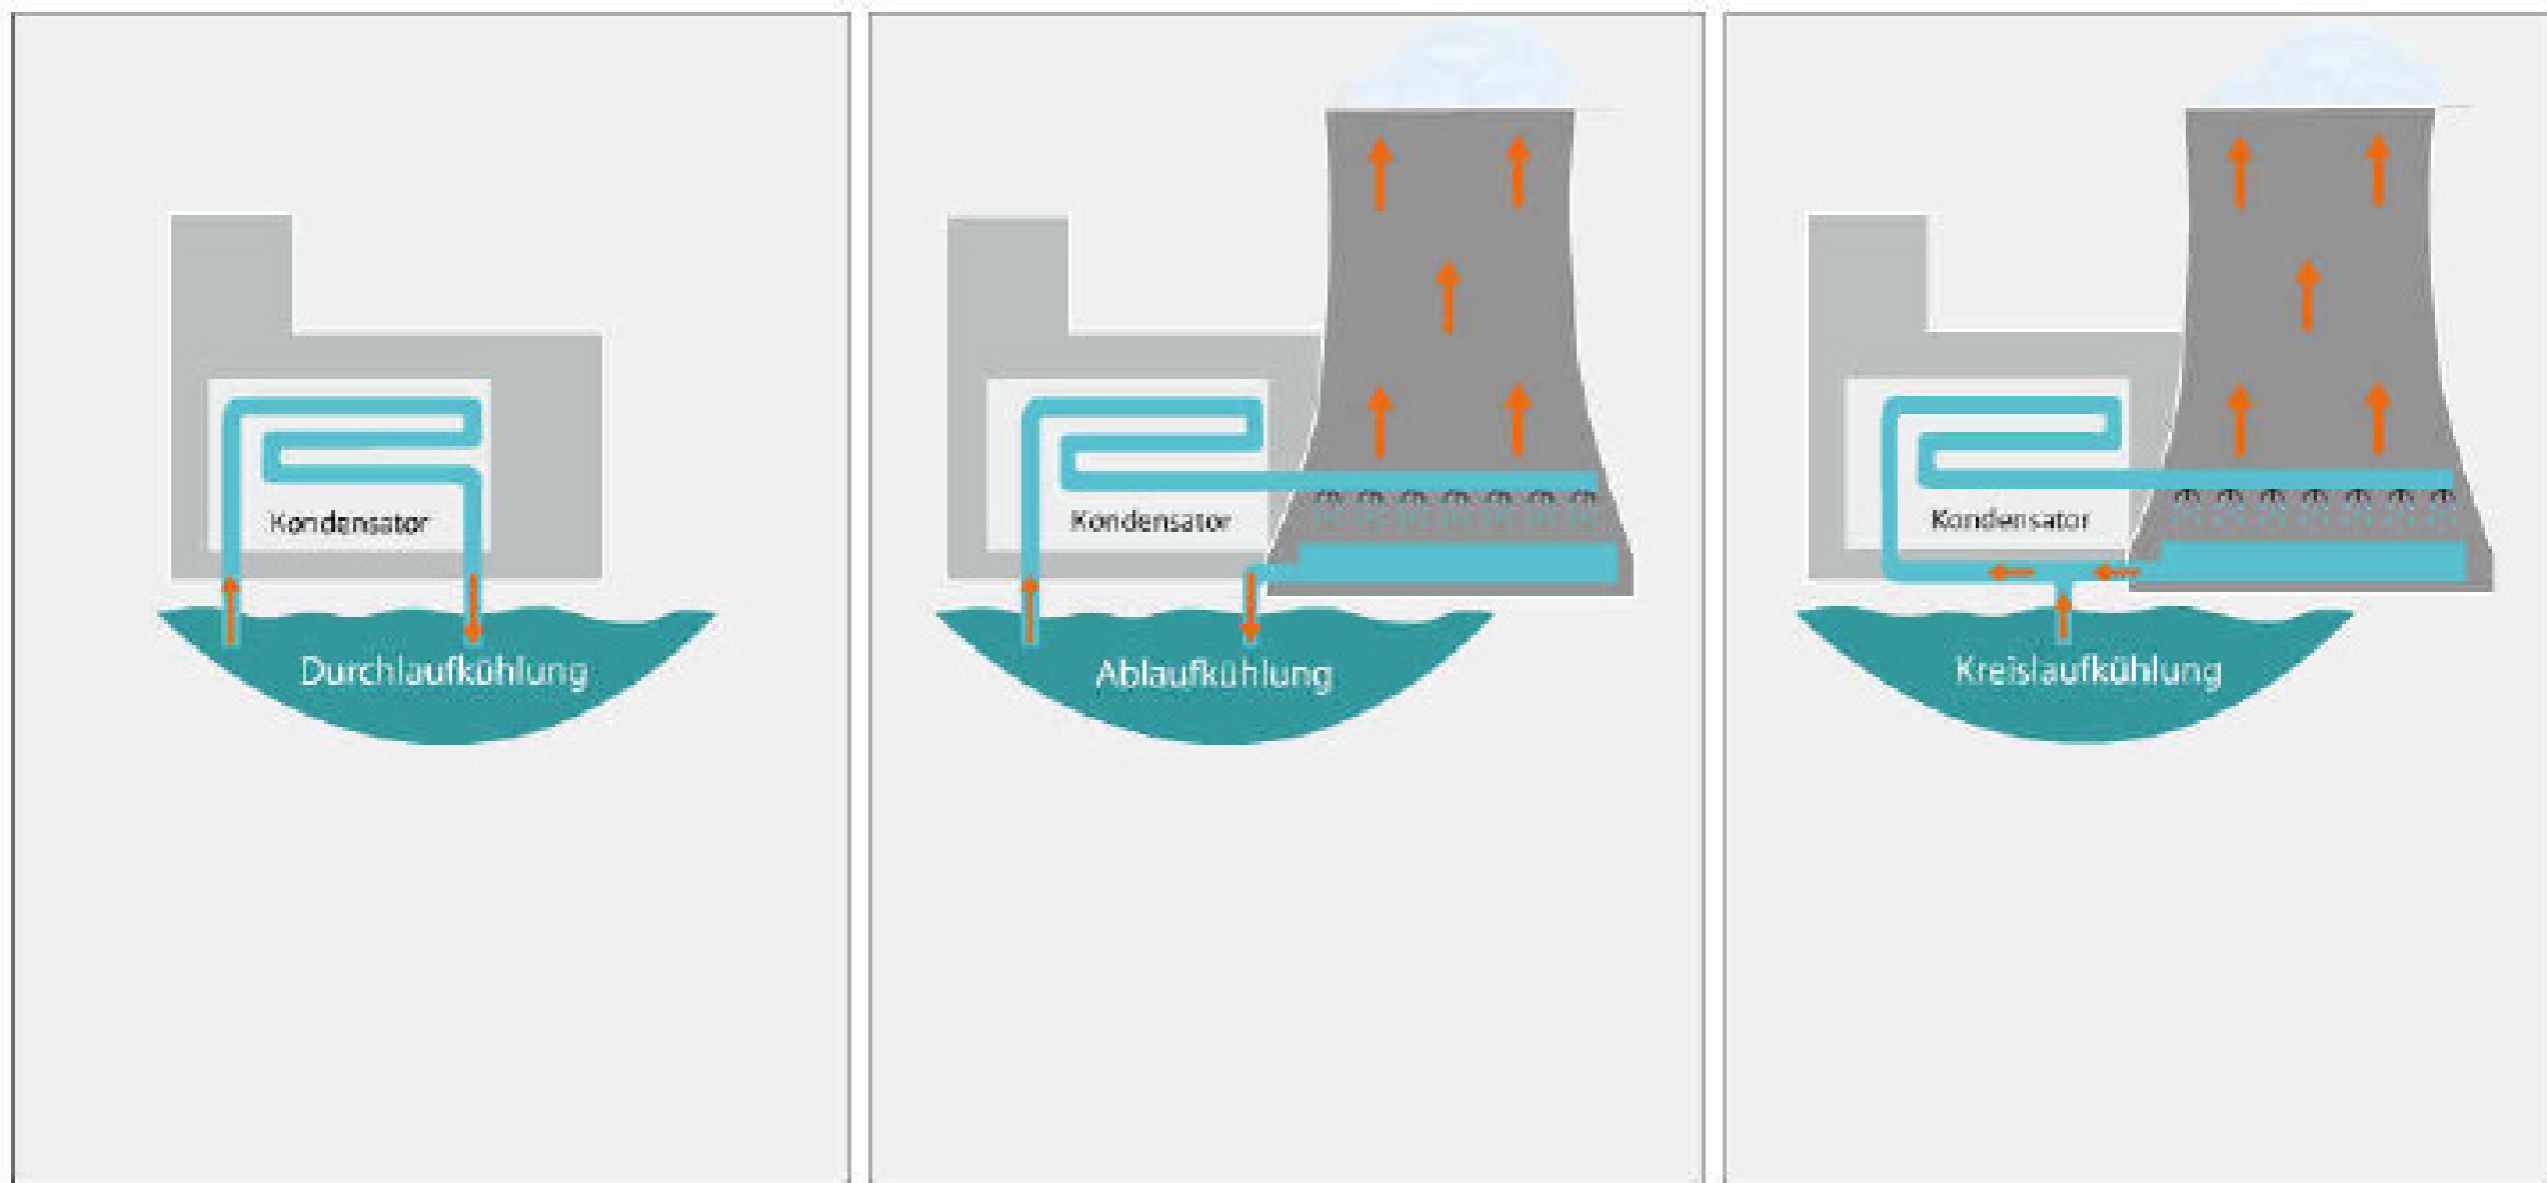 Kondensator
Durchlaufkühlung
Kondensator
Ablaufkühlung
Kondensator
Kreislaufkühlung